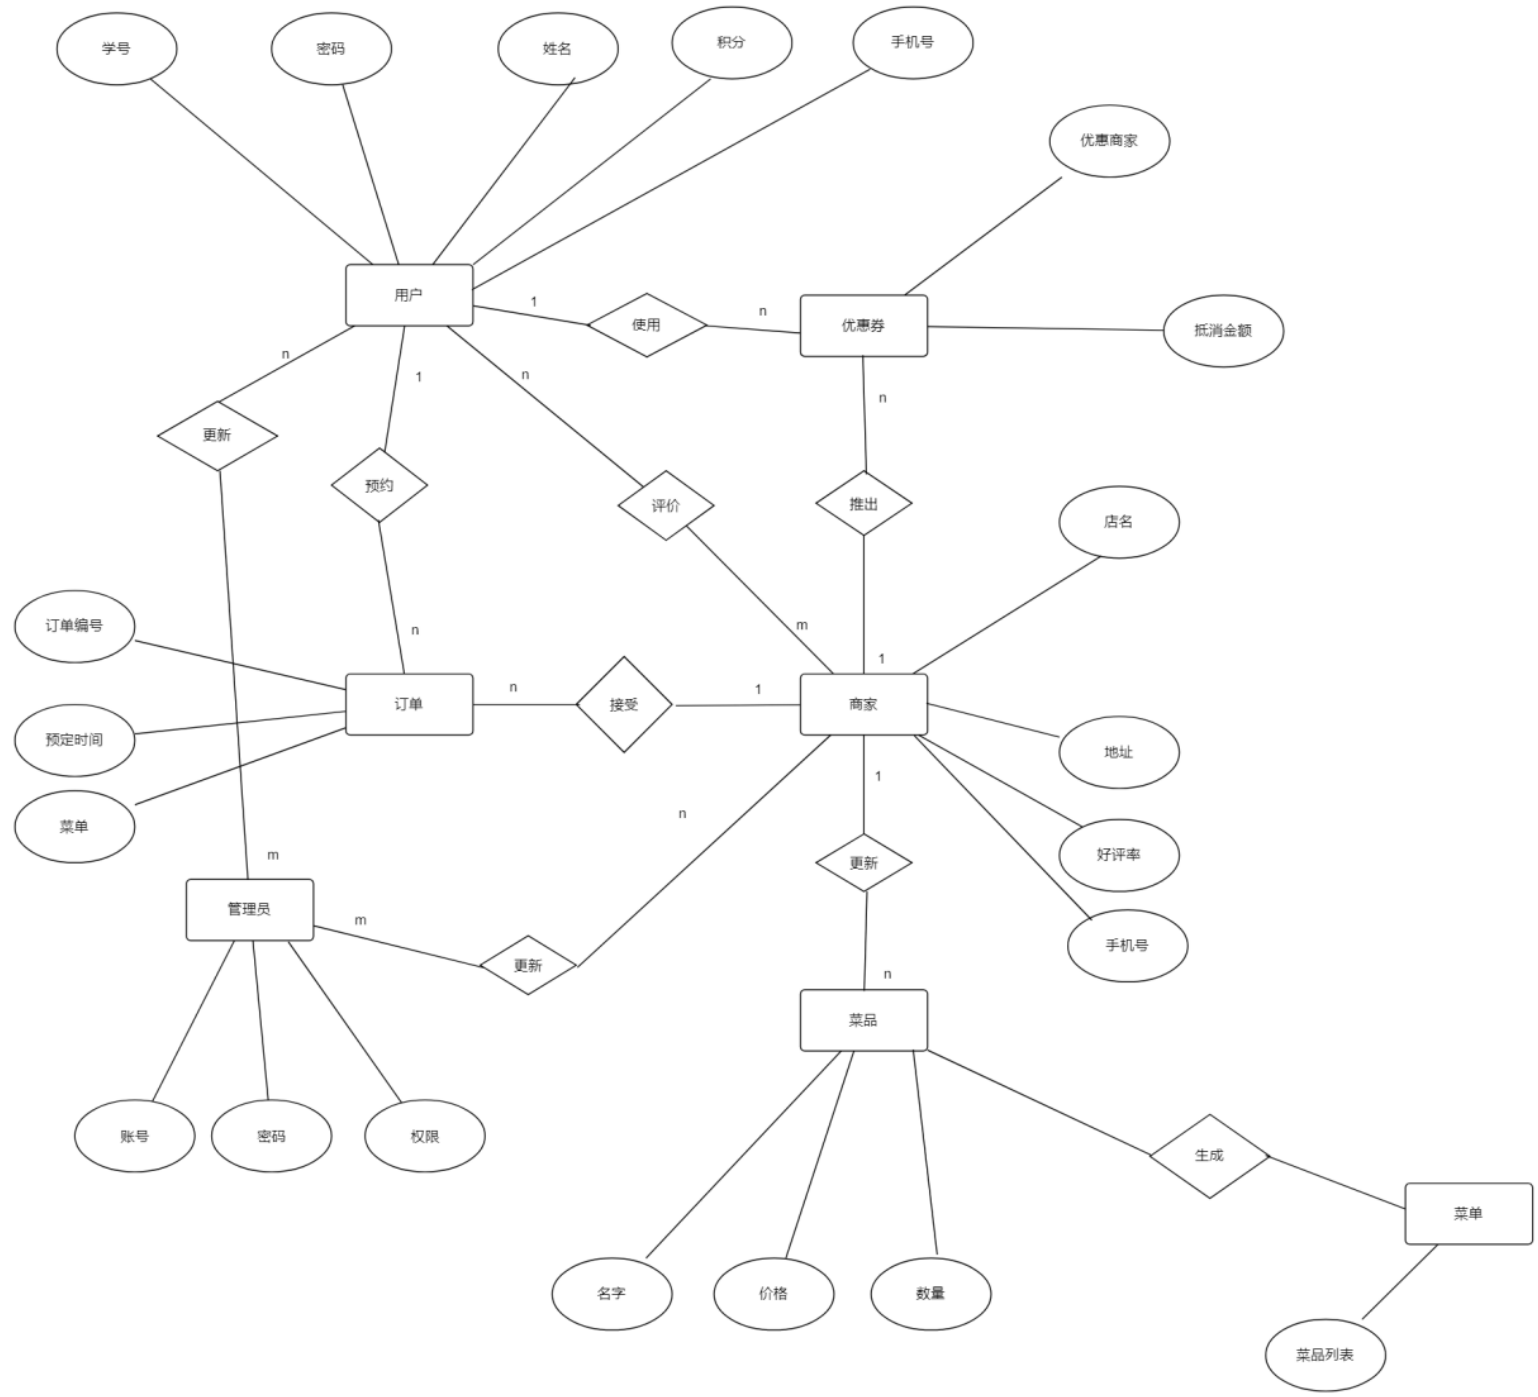 学号
密码
姓名
积分
手机号
优惠商家
用户
1
使用
n
优惠券
抵消金额
n
1
n
n
更新
预约
评价
推出
店名
订单编号
n
m
1
订单
n
接受
1
商家
预定时间
地址
菜单
n
1
好评率
m
更新
管理员
m
更新
手机号
n
菜品
账号
密码
权限
生成
菜单
名字
价格
数量
菜品列表